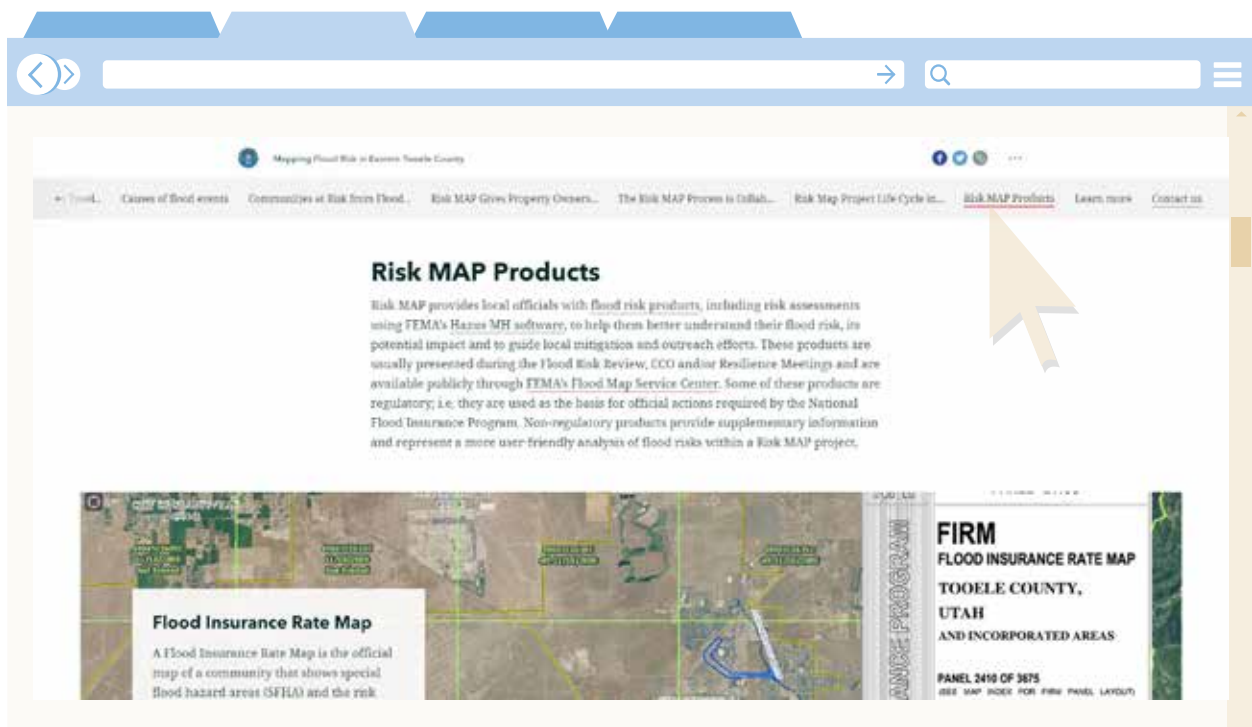 Mapping Flood Risk in Eastern Tooele County
Causes of flood events Communities at Risk from Flood... Risk MAP Gives Property Owners... The Risk MAP Process is Collab... Risk Map Project Life Cycle in... Risk MAP Products Learn more Contact us
Risk MAP Products
Risk MAP provides local officials with flood risk products, including risk assessments
using FEMA's Hazus MH software, to help them better understand their flood risk, its
potential impact and to guide local mitigation and outreach efforts. These products are
usually presented during the Flood Risk Review, CCO and/or Resilience Meetings and are
available publicly through FEMA's Flood Map Service Center. Some of these products are
regulatory; i.e. they are used as the basis for official actions required by the National
Flood Insurance Program. Non-regulatory products provide supplementary information
and represent a more user-friendly analysis of flood risks within a Risk MAP project.
ANCE PROGRAM
FIRM
FLOOD INSURANCE RATE MAP
TOOELE COUNTY,
UTAH
AND INCORPORATED AREAS
PANEL 2410 OF 3675
(SEE MAP INDEX FOR FIRM PANEL LAYOUT)
Flood Insurance Rate Map
A Flood Insurance Rate Map is the official
map of a community that shows special
flood hazard areas (SFHA) and the risk